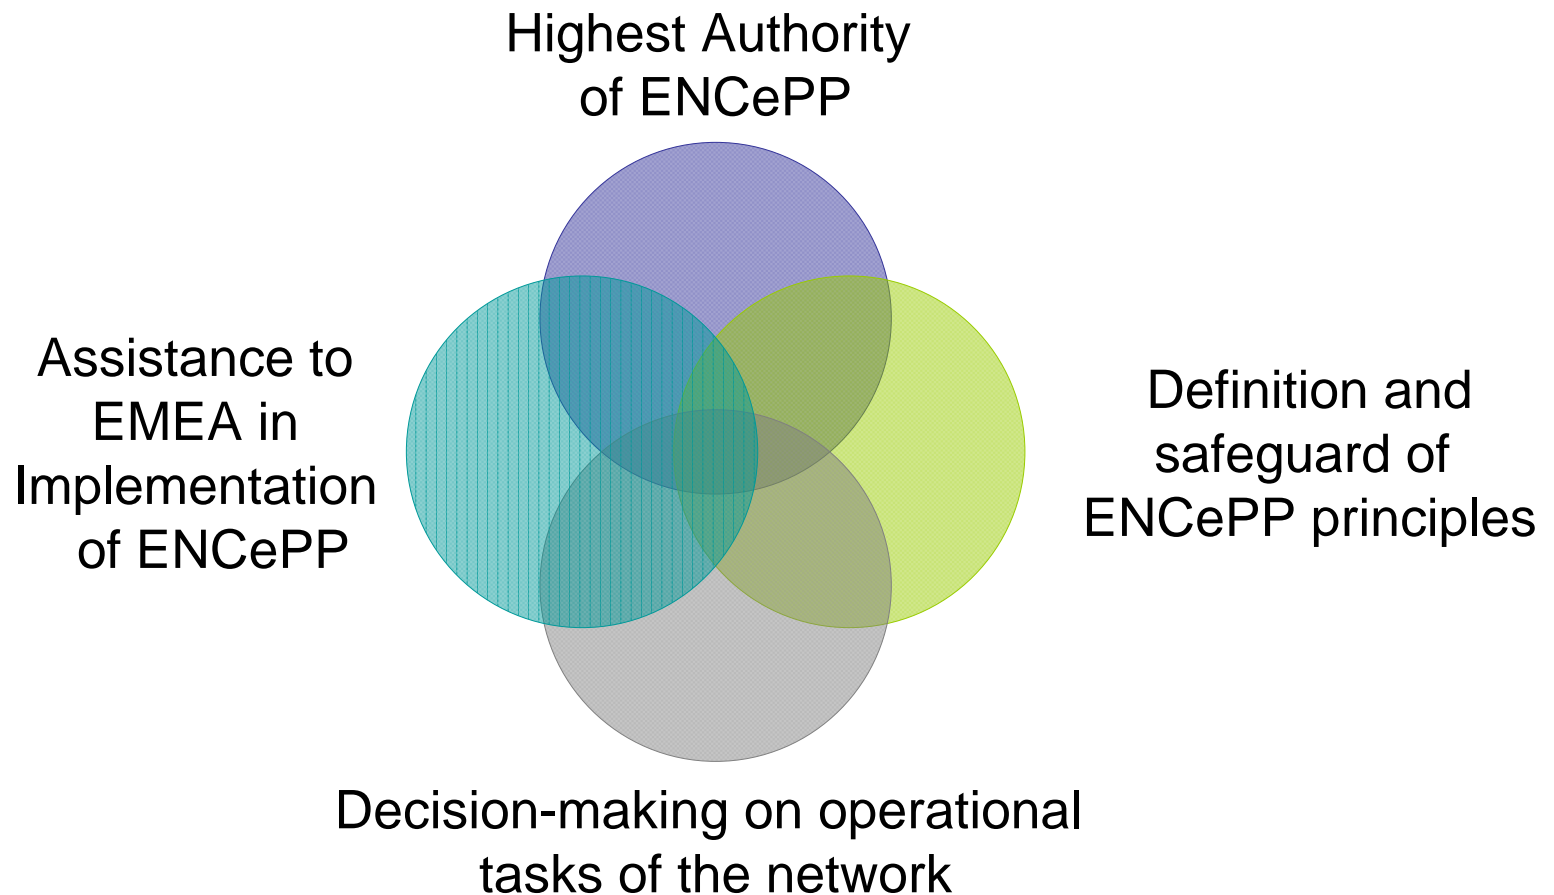 Highest Authority
of ENCePP
Assistance to
EMEA in
Implementation
of ENCePP
Definition and
safeguard of
ENCePP principles
Decision-making on operational
tasks of the network